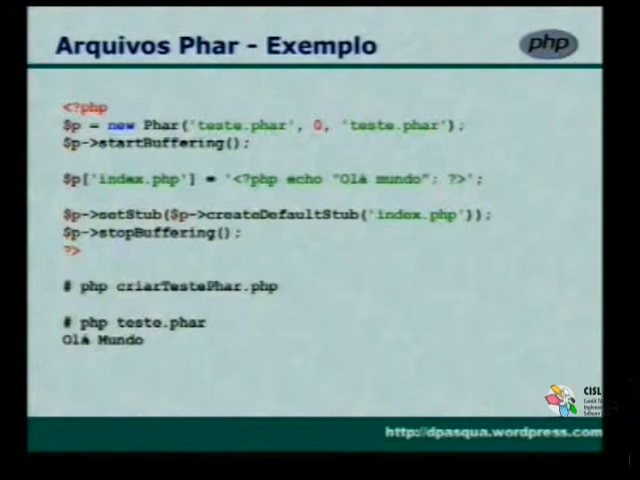 Arquivos Phar - Exemplo
php
<?php
$p = new Phar('teste.phar', 0, 'teste.phar');
$p->startBuffering();
$p['index.php'] = '<?php echo "Olá mundo"; ?>';
$p->setStub($p->createDefaultStub('index.php'));
$p->stopBuffering();
?>
# php criarTestePhar.php
# php teste.phar
Olá Mundo
CISL
http://dpasqua.wordpress.com